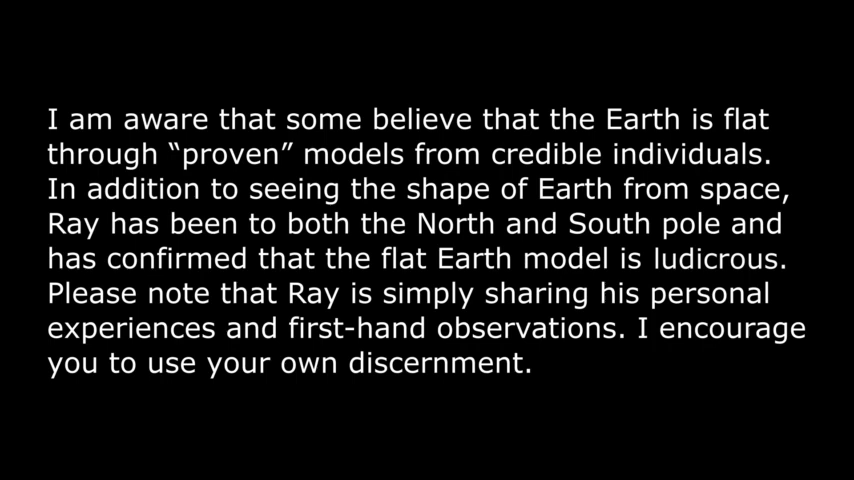 I am aware that some believe that the Earth is flat
through “proven” models from credible individuals.
In addition to seeing the shape of Earth from space,
Ray has been to both the North and South pole and
has confirmed that the flat Earth model is ludicrous.
Please note that Ray is simply sharing his personal
experiences and first-hand observations. I encourage
you to use your own discernment.